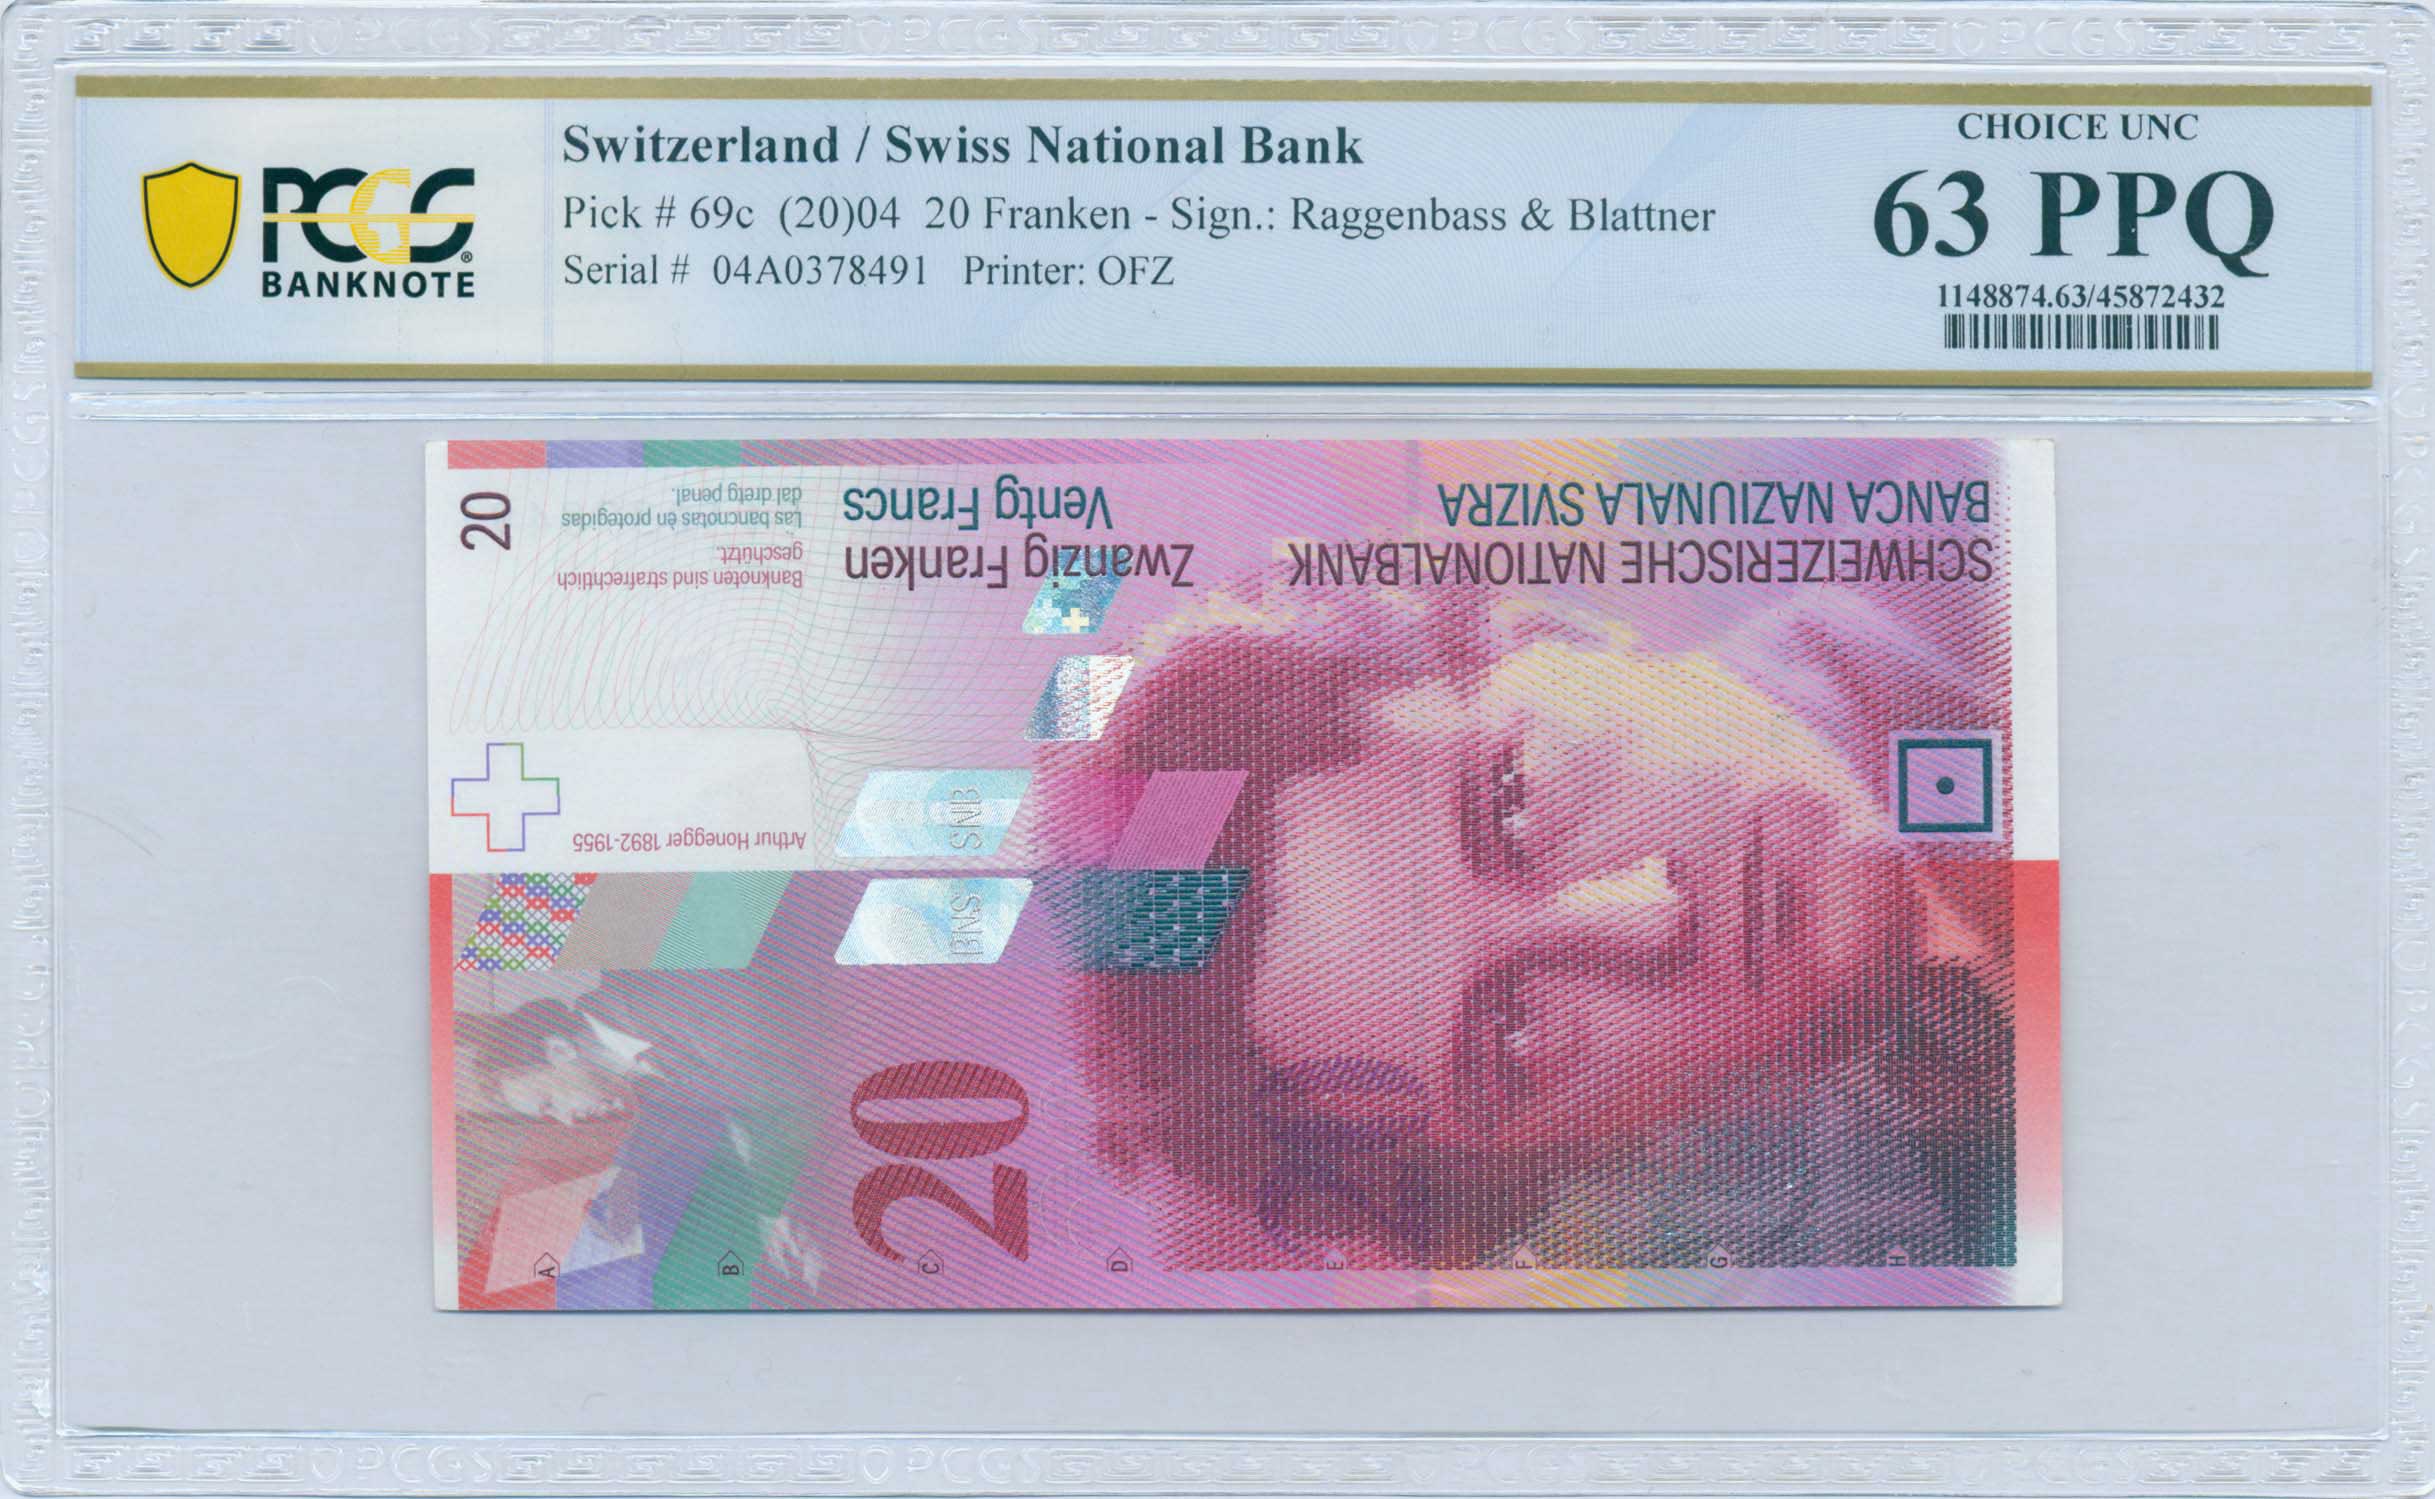 PCGS
BANKNOTE
Switzerland / Swiss National Bank
Pick # 69c (20)04 20 Franken - Sign.: Raggenbass & Blattner
Serial # 04A0378491 Printer: OFZ
CHOICE UNC
63 PPQ
1148874.63/45872432
SCHWEIZERISCHE NATIONALBANK
BANCA NAZIUNALA SVIZRA
Zwanzig Franken
Ventg Francs
Banknoten sind strafrechtlich
geschützt.
Las bancnotas èn protegidas
dal dretg penal.
20
Arthur Honegger 1892-1955
SNB
BNS
20
A
B
C
D
E
F
G
H